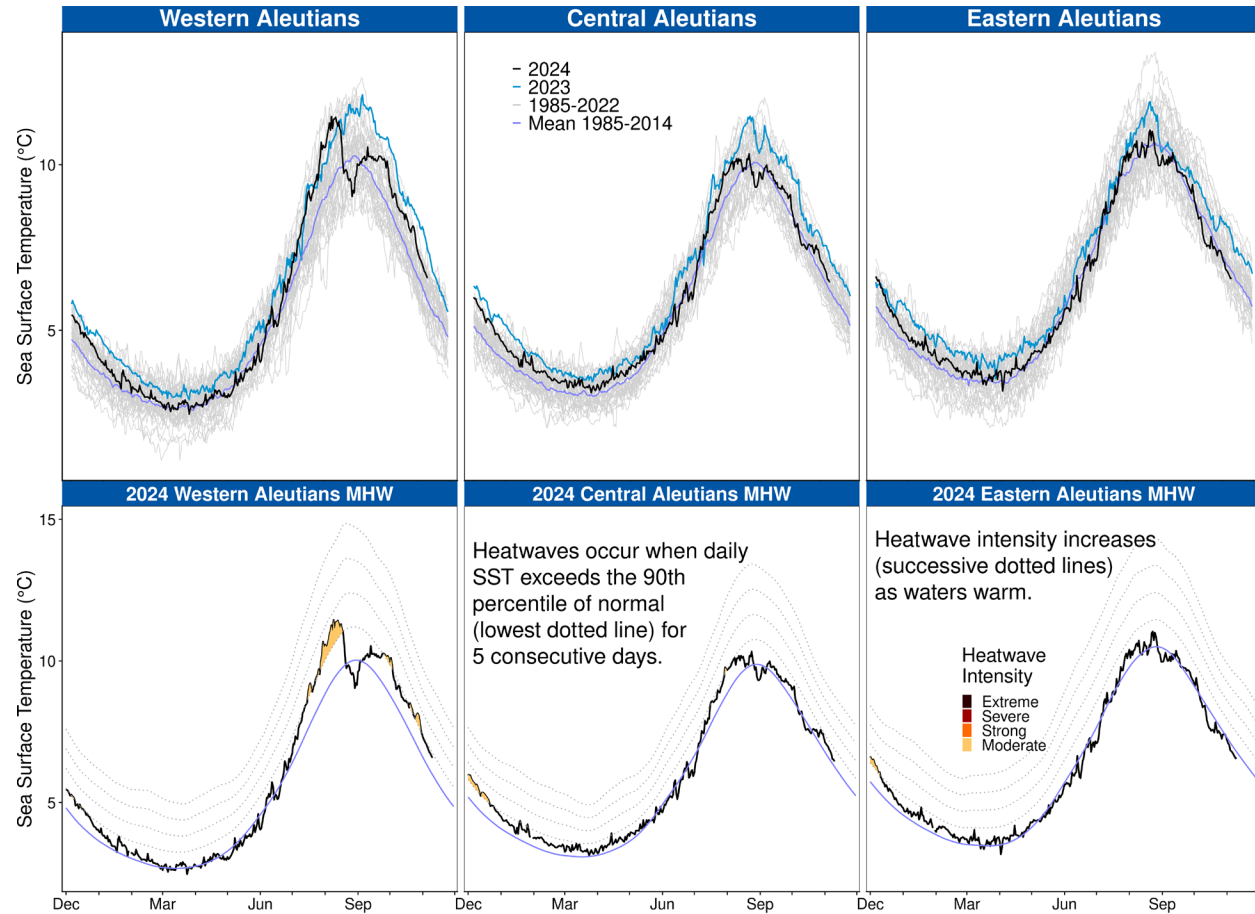 Western Aleutians
Central Aleutians
Eastern Aleutians
Sea Surface Temperature (°C)
10
5
2024
2023
1985-2022
Mean 1985-2014
2024 Western Aleutians MHW
2024 Central Aleutians MHW
2024 Eastern Aleutians MHW
Sea Surface Temperature (°C)
15
10
5
Heatwaves occur when daily
SST exceeds the 90th
percentile of normal
(lowest dotted line) for
5 consecutive days.
Heatwave intensity increases
(successive dotted lines)
as waters warm.
Heatwave
Intensity
Extreme
Severe
Strong
Moderate
Dec Mar Jun Sep
Dec Mar Jun Sep
Dec Mar Jun Sep